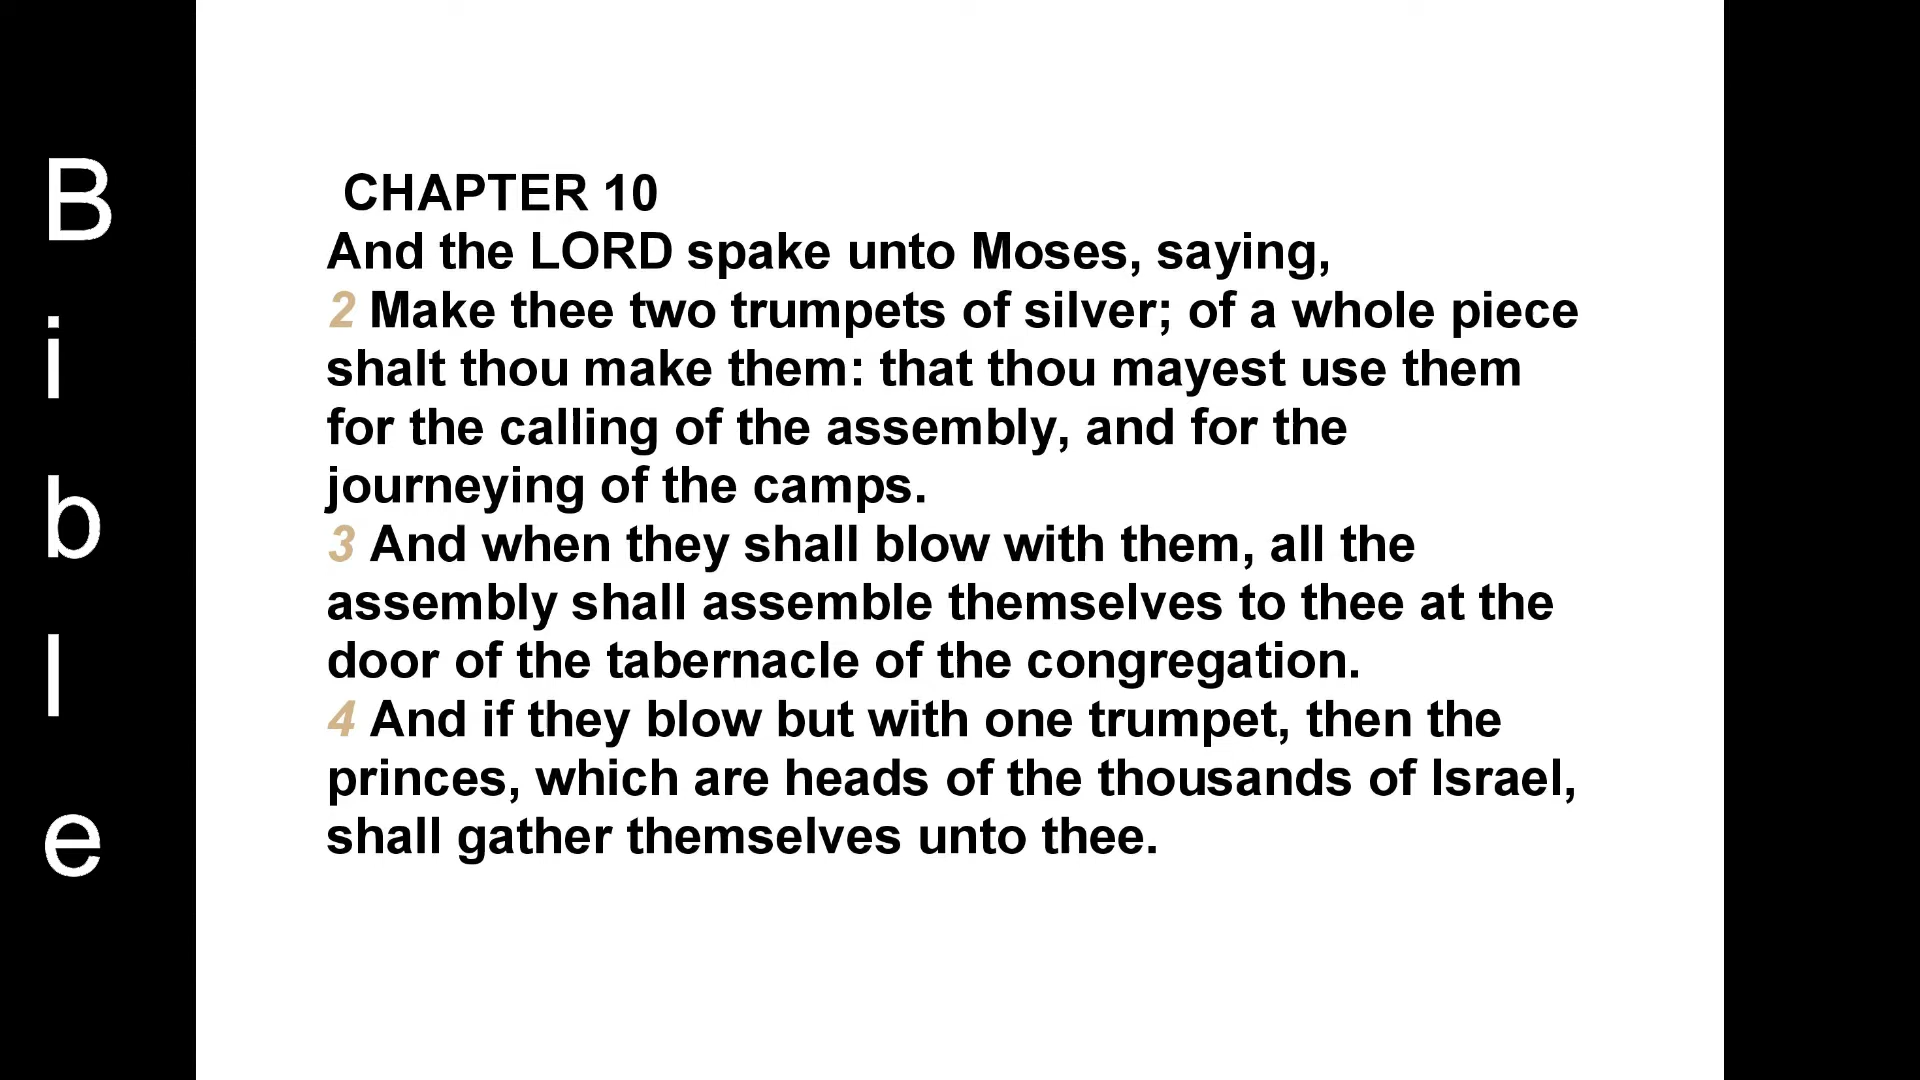 Bible
CHAPTER 10
And the LORD spake unto Moses, saying,
2 Make thee two trumpets of silver; of a whole piece
shalt thou make them: that thou mayest use them
for the calling of the assembly, and for the
journeying of the camps.
3 And when they shall blow with them, all the
assembly shall assemble themselves to thee at the
door of the tabernacle of the congregation.
4 And if they blow but with one trumpet, then the
princes, which are heads of the thousands of Israel,
shall gather themselves unto thee.